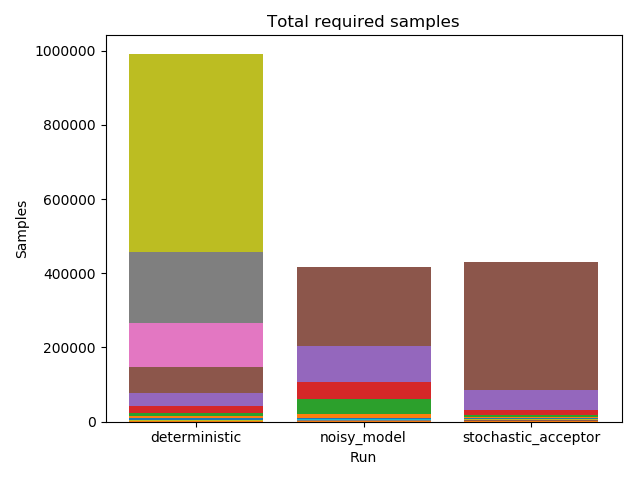 Total required samples
1000000
800000
600000
400000
200000
0
Samples
deterministic
noisy_model
stochastic_acceptor
Run